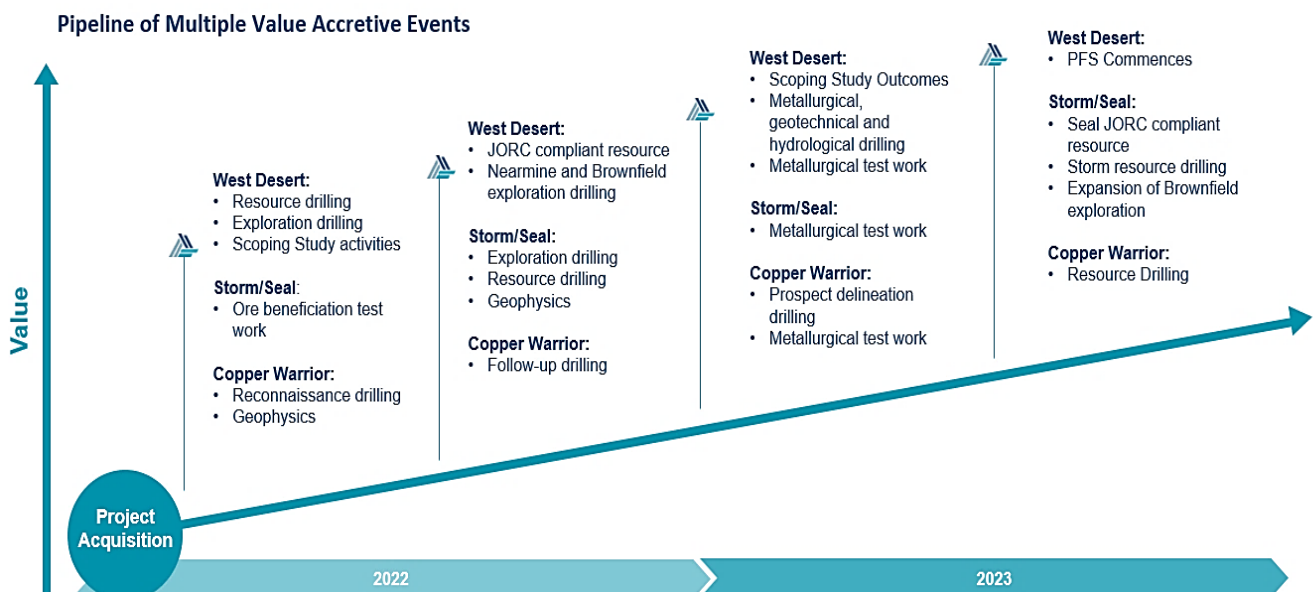 Pipeline of Multiple Value Accretive Events
Value
Project
Acquisition
West Desert:
• Resource drilling
• Exploration drilling
• Scoping Study activities
Storm/Seal:
• Ore beneficiation test
work
Copper Warrior:
• Reconnaissance drilling
• Geophysics
West Desert:
• JORC compliant resource
• Nearmine and Brownfield
exploration drilling
Storm/Seal:
• Exploration drilling
• Resource drilling
• Geophysics
Copper Warrior:
• Follow-up drilling
West Desert:
• Scoping Study Outcomes
• Metallurgical,
geotechnical and
hydrological drilling
• Metallurgical test work
Storm/Seal:
• Metallurgical test work
Copper Warrior:
• Prospect delineation
drilling
• Metallurgical test work
West Desert:
• PFS Commences
Storm/Seal:
• Seal JORC compliant
resource
• Storm resource drilling
• Expansion of Brownfield
exploration
Copper Warrior:
• Resource Drilling
2022
2023